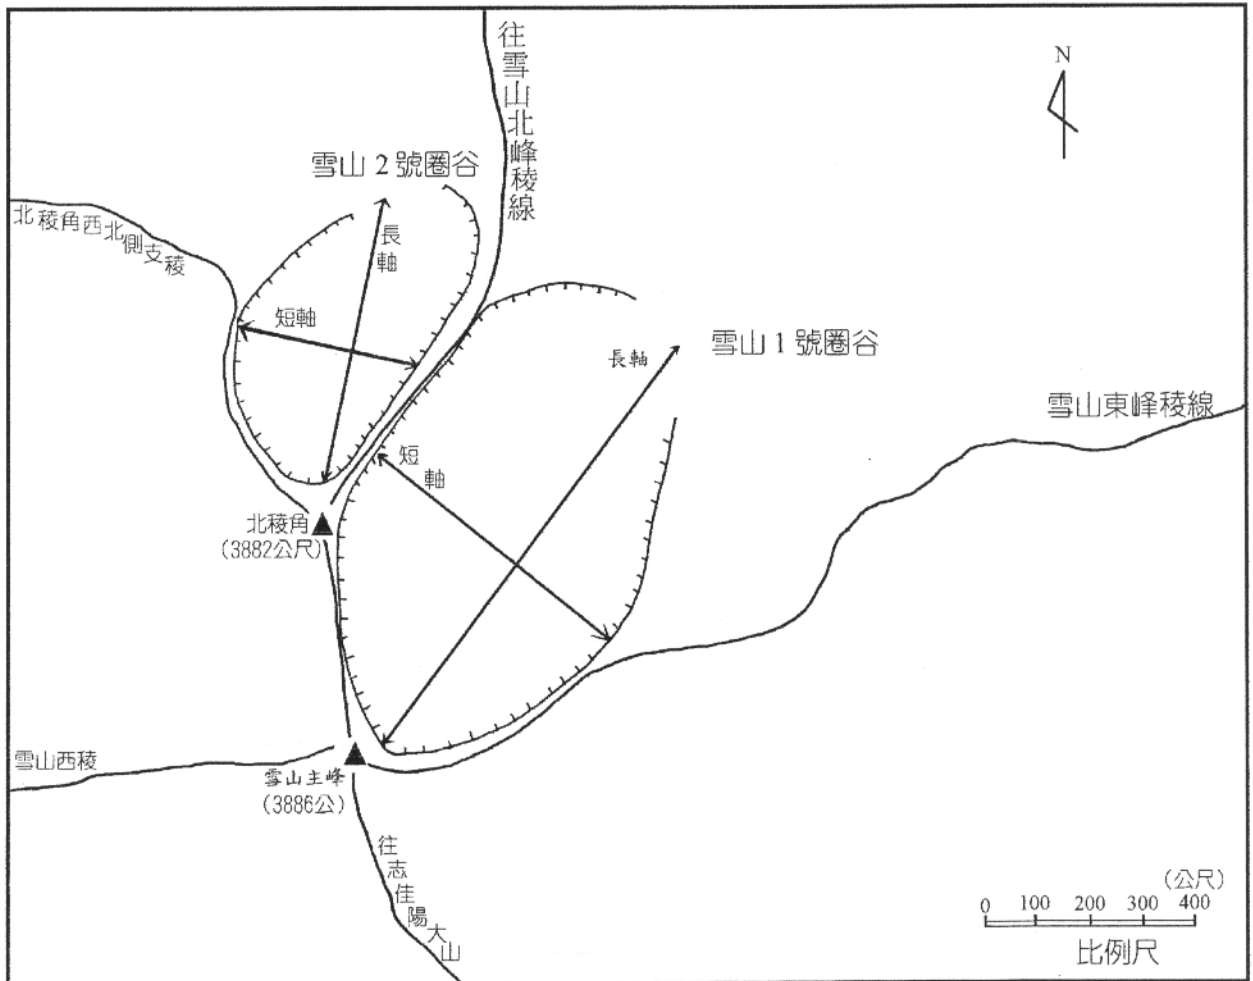 往雪山北峰稜線
N
雪山2號圈谷
北稜角西北側支稜
長軸
短軸
雪山1號圈谷
長軸
雪山東峰稜線
短軸
北稜角
(3882公尺)
雪山西稜
雪山主峰
(3886公)
往志佳陽大山
(公尺)
0 100 200 300 400
比例尺